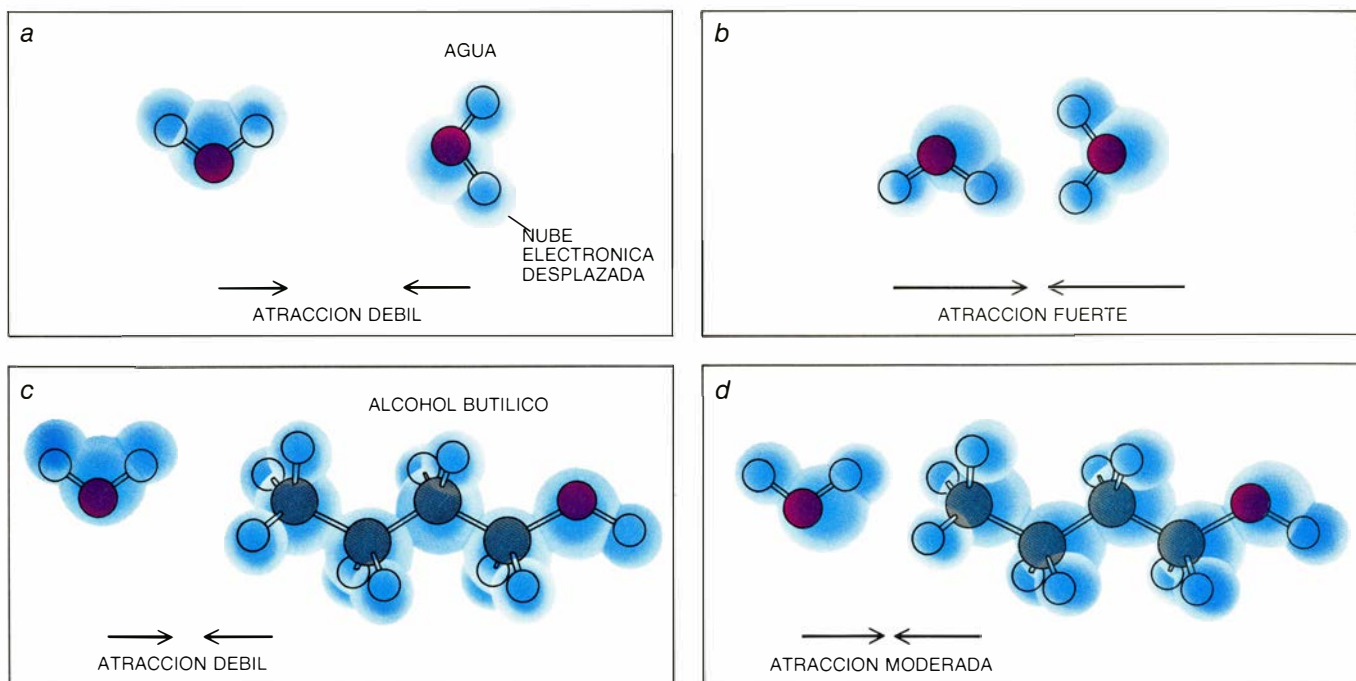 a
AGUA
NUBE
ELECTRONICA
DESPLAZADA
ATRACCION DEBIL
b
ATRACCION FUERTE
c
ALCOHOL BUTILICO
ATRACCION DEBIL
d
ATRACCION MODERADA